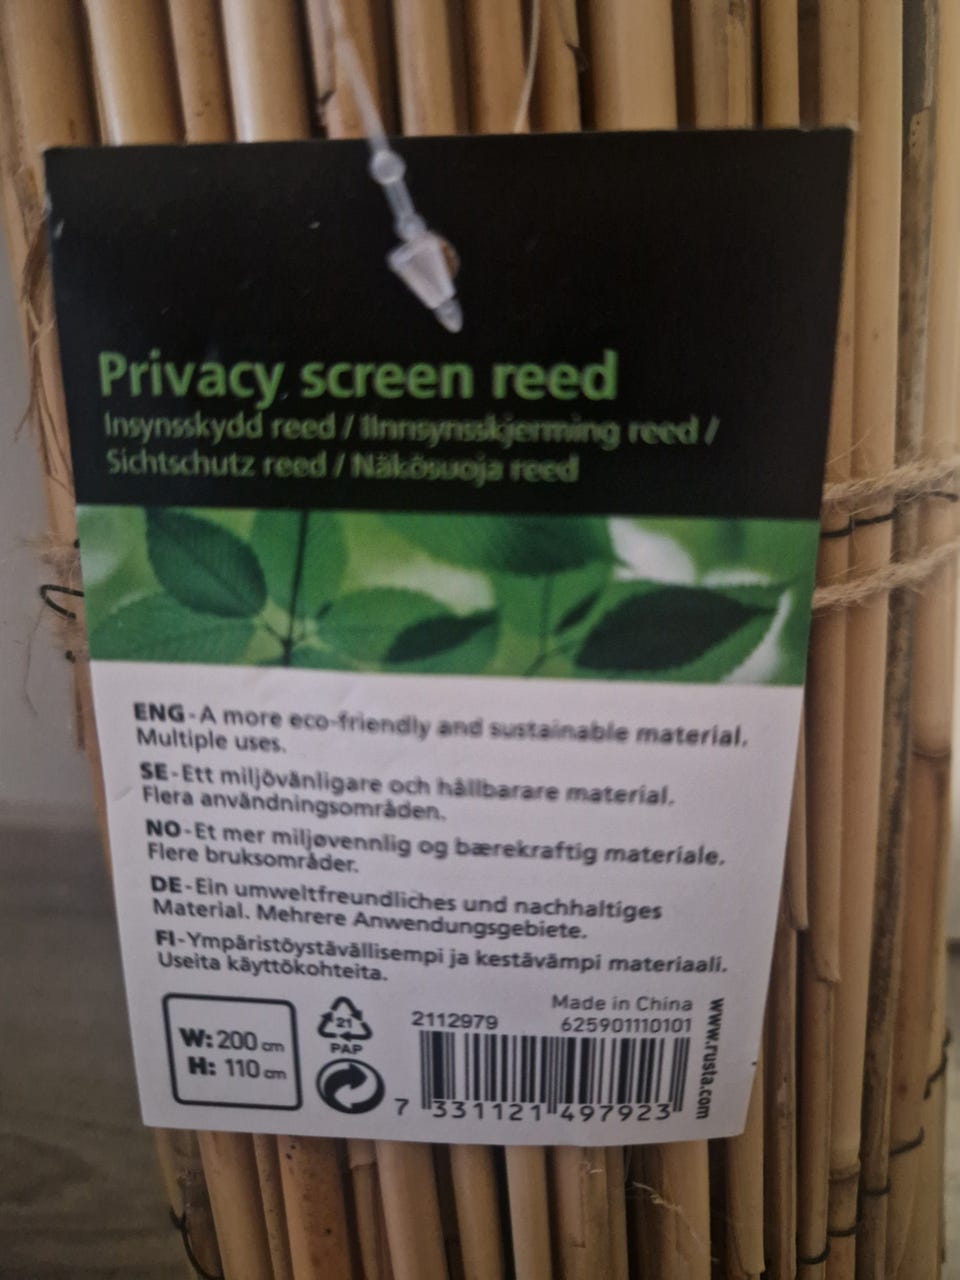 Privacy screen reed
Insynsskydd reed / Innsynsskjerming reed /
Sichtschutz reed / Näkösuoja reed
ENG - A more eco-friendly and sustainable material.
Multiple uses.
SE - Ett miljövänligare och hållbarare material.
Flera användningsområden.
NO - Et mer miljøvennlig og bærekraftig materiale.
Flere bruksområder.
DE - Ein umweltfreundliches und nachhaltiges
Material. Mehrere Anwendungsgebiete.
FI - Ympäristöystävällisempi ja kestävämpi materiaali.
Useita käyttökohteita.
W: 200 cm
H: 110 cm
21
PAP
Made in China
2112979 625901110101
7 331121 497923
www.rusta.com